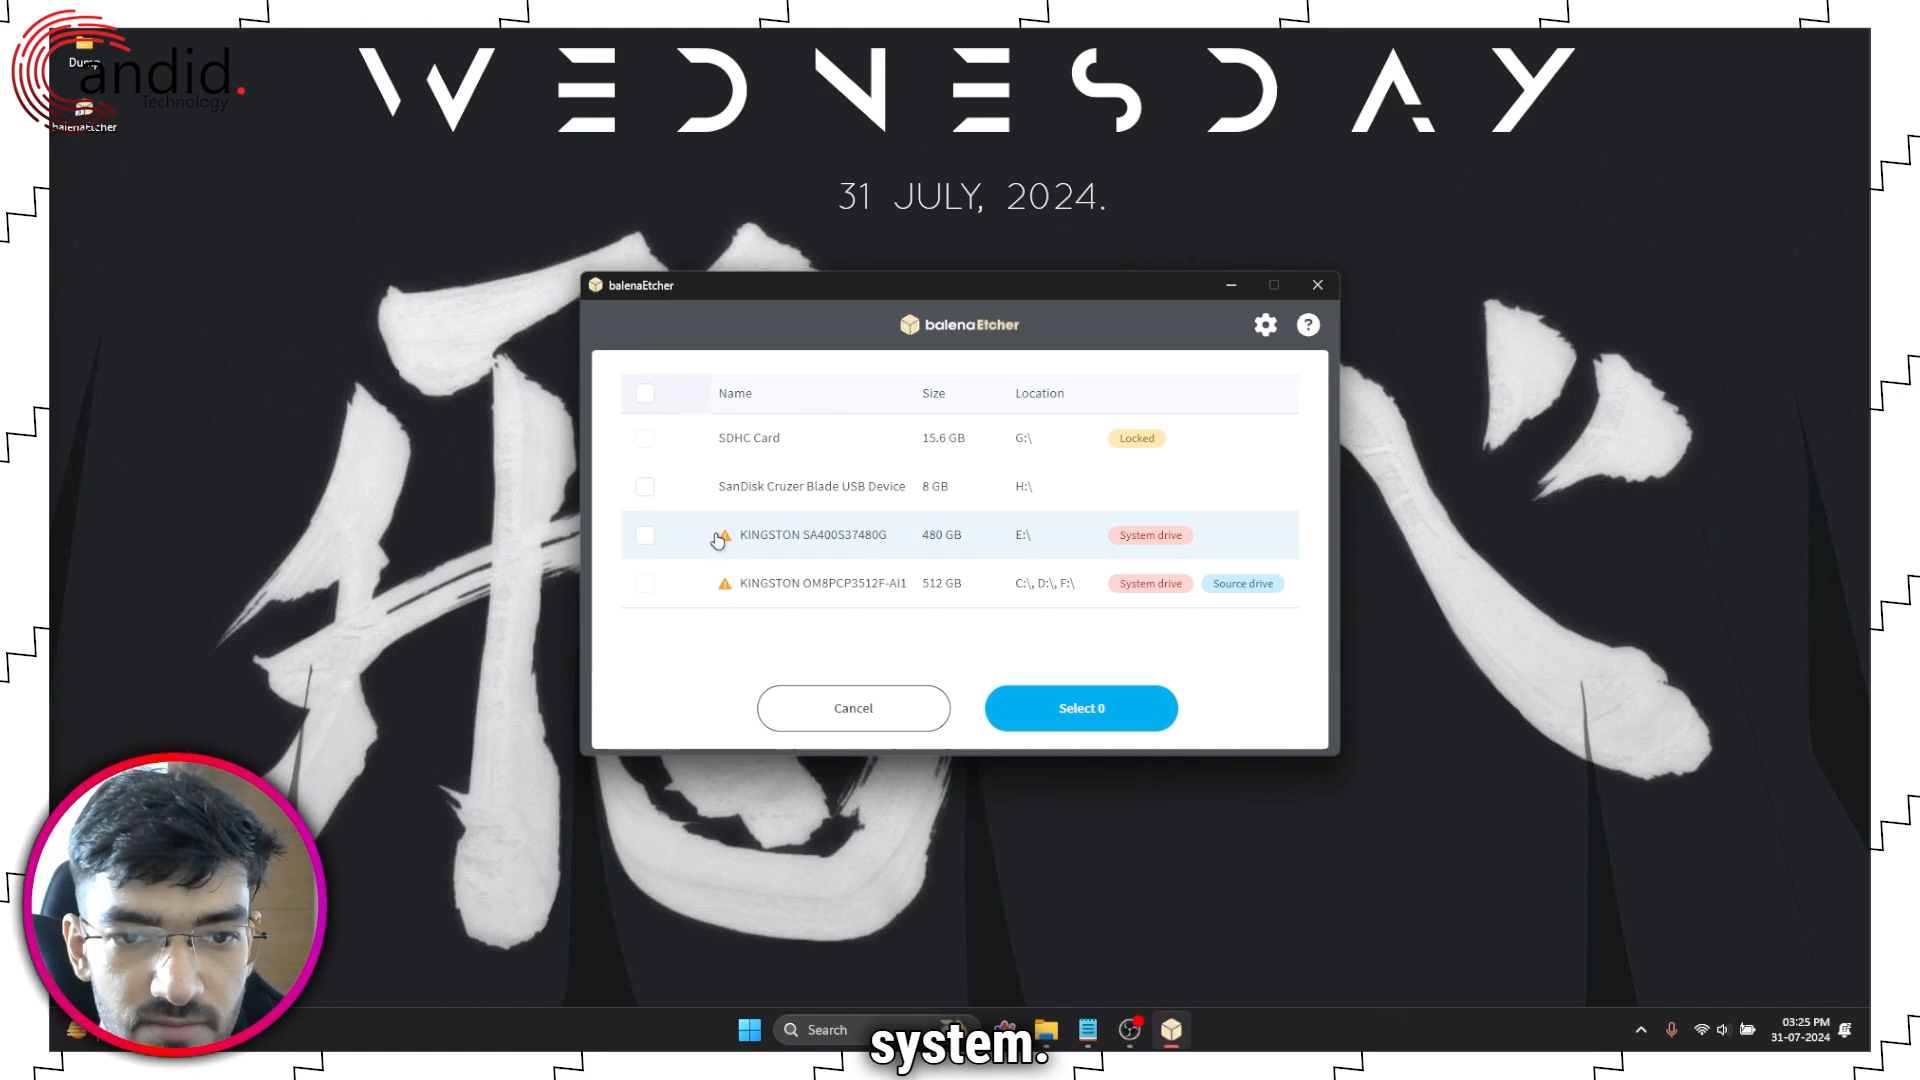 Candid.
Technology
Dump
balenaEtcher
WEDNESDAY
31 JULY, 2024.
balenaEtcher
balenaEtcher
Name Size Location
SDHC Card 15.6 GB G:\ Locked
SanDisk Cruzer Blade USB Device 8 GB H:\
KINGSTON SA400S37480G 480 GB E:\ System drive
KINGSTON OM8PCP3512F-AI1 512 GB C:\, D:\, F:\ System drive Source drive
Cancel Select 0
Search
03:25 PM
31-07-2024
system.